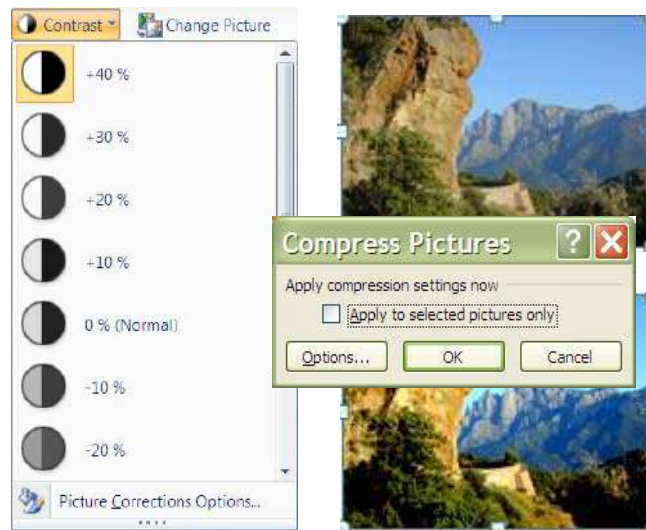 Contrast Change Picture
+40 %
+30 %
+20 %
+10 %
0 % (Normal)
-10 %
-20 %
Picture Corrections Options...
Compress Pictures
Apply compression settings now
Apply to selected pictures only
Options... OK Cancel